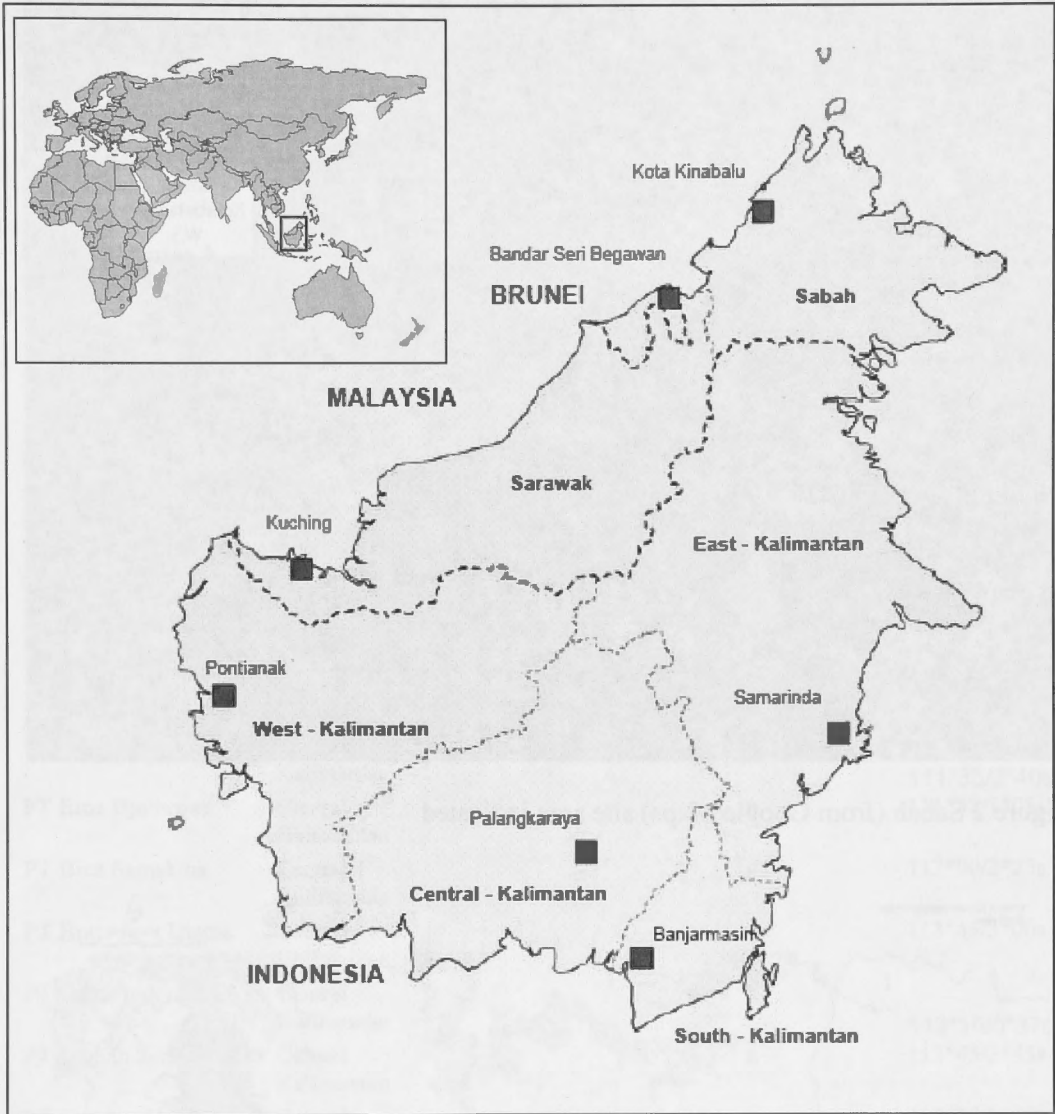 Kota Kinabalu
Bandar Seri Begawan
BRUNEI
Sabah
MALAYSIA
Sarawak
Kuching
East - Kalimantan
Pontianak
Samarinda
West - Kalimantan
Palangkaraya
Central - Kalimantan
Banjarmasin
INDONESIA
South - Kalimantan